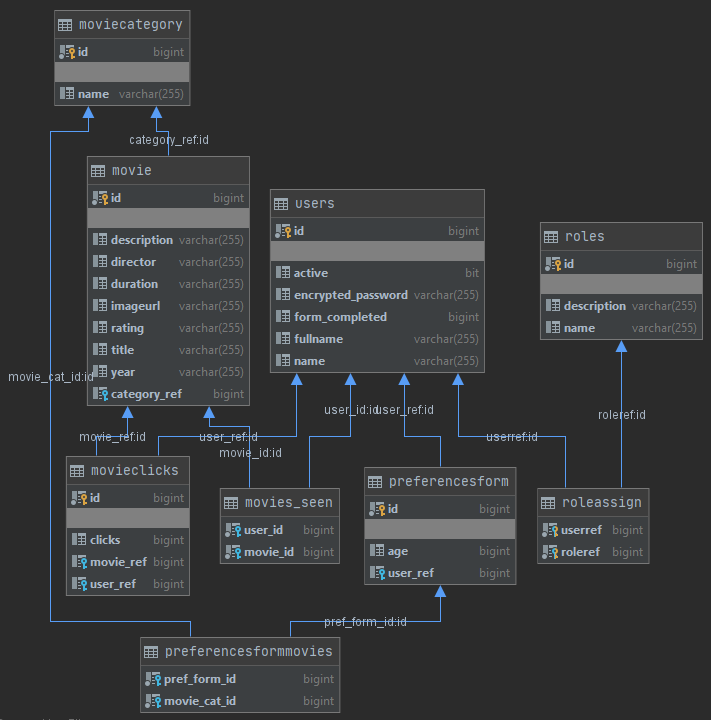 moviecategory
id bigint
name varchar(255)
category_ref:id
movie
id bigint
description varchar(255)
director varchar(255)
duration varchar(255)
imageurl varchar(255)
rating varchar(255)
title varchar(255)
year varchar(255)
category_ref bigint
users
id bigint
active bit
encrypted_password varchar(255)
form_completed bigint
fullname varchar(255)
name varchar(255)
roles
id bigint
description varchar(255)
name varchar(255)
movie_cat_id:id
movie_ref:id
user_ref:id
movie_id:id
user_id:id
user_ref:id
userref:id
roleref:id
movieclicks
id bigint
clicks bigint
movie_ref bigint
user_ref bigint
movies_seen
user_id bigint
movie_id bigint
preferencesform
id bigint
age bigint
user_ref bigint
roleassign
userref bigint
roleref bigint
pref_form_id:id
preferencesformmovies
pref_form_id bigint
movie_cat_id bigint